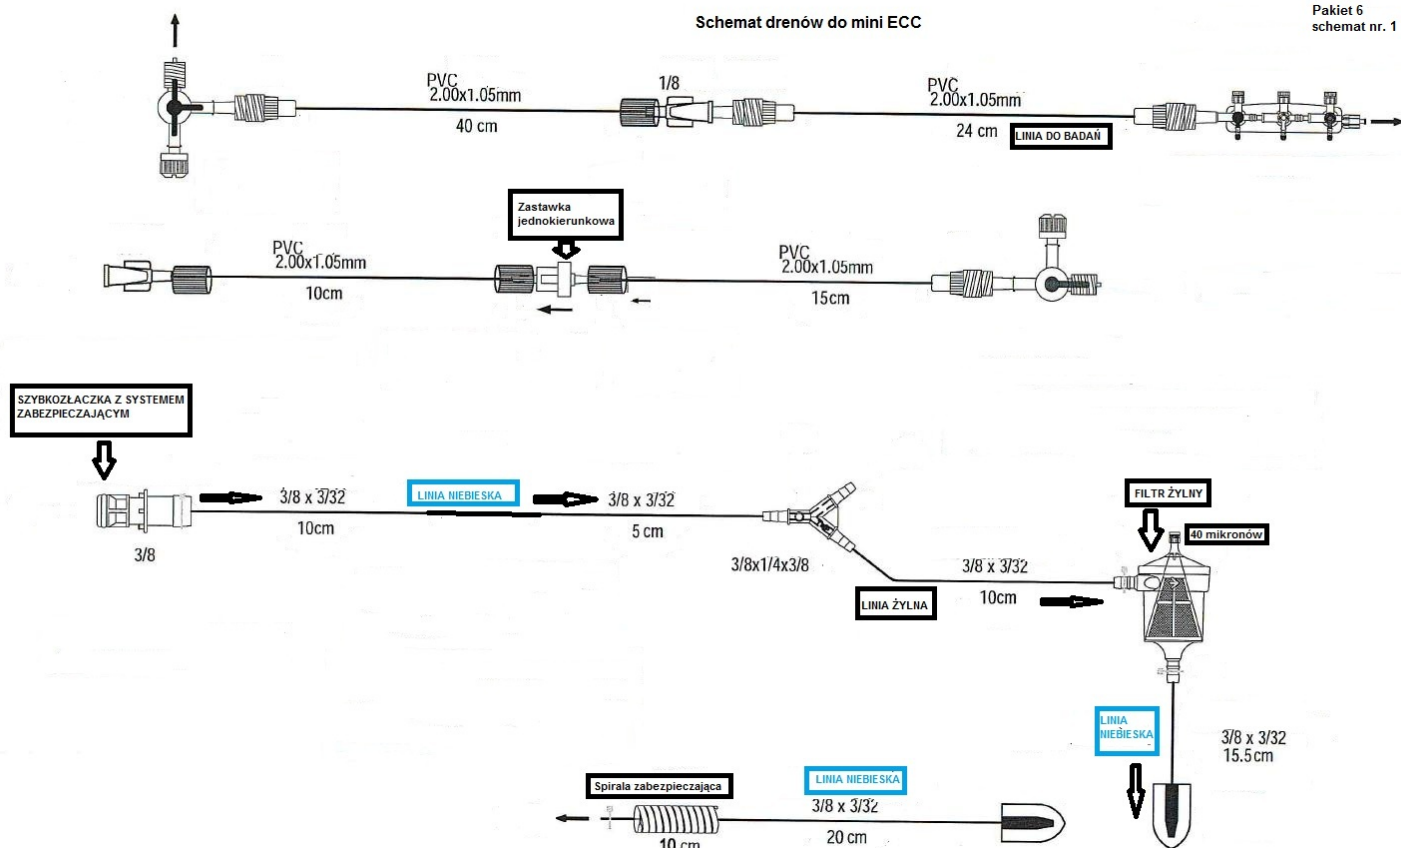 Schemat drenów do mini ECC
Pakiet 6
schemat nr. 1
PVC
2.00x1.05mm
40 cm
1/8
PVC
2.00x1.05mm
24 cm
LINIA DO BADAŃ
Zastawka
jednokierunkowa
PVC
2.00x1.05mm
10cm
PVC
2.00x1.05mm
15cm
SZYBKOZŁACZKA Z SYSTEMEM
ZABEZPIECZAJĄCYM
3/8
3/8 x 3/32
10cm
LINIA NIEBIESKA
3/8 x 3/32
5 cm
3/8x1/4x3/8
LINIA ŻYLNA
3/8 x 3/32
10cm
FILTR ŻYLNY
40 mikronów
LINIA
NIEBIESKA
3/8 x 3/32
15.5cm
Spirala zabezpieczająca
10 cm
LINIA NIEBIESKA
3/8 x 3/32
20 cm